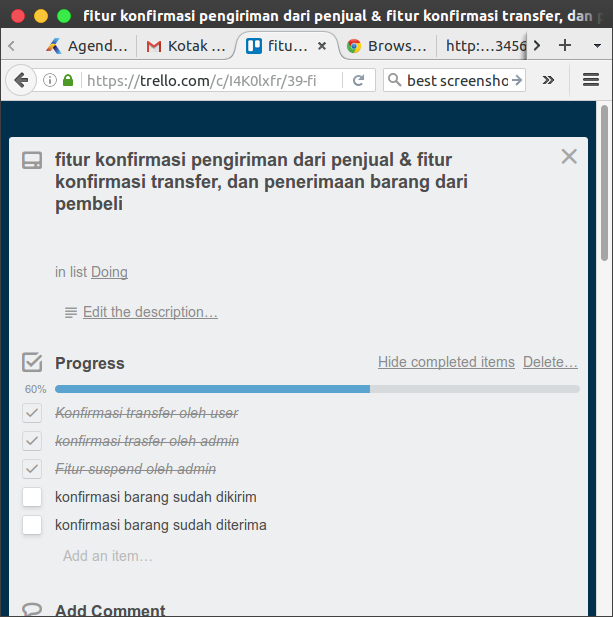 fitur konfirmasi pengiriman dari penjual & fitur konfirmasi transfer, dan p
Agend…
Kotak …
fitu…
Brows…
http:…3456
https://trello.com/c/I4K0lxfr/39-fi
best screensho
fitur konfirmasi pengiriman dari penjual & fitur
konfirmasi transfer, dan penerimaan barang dari
pembeli
in list Doing
Edit the description…
Progress
Hide completed items
Delete…
60%
Konfirmasi transfer oleh user
konfirmasi trasfer oleh admin
Fitur suspend oleh admin
konfirmasi barang sudah dikirim
konfirmasi barang sudah diterima
Add an item…
Add Comment